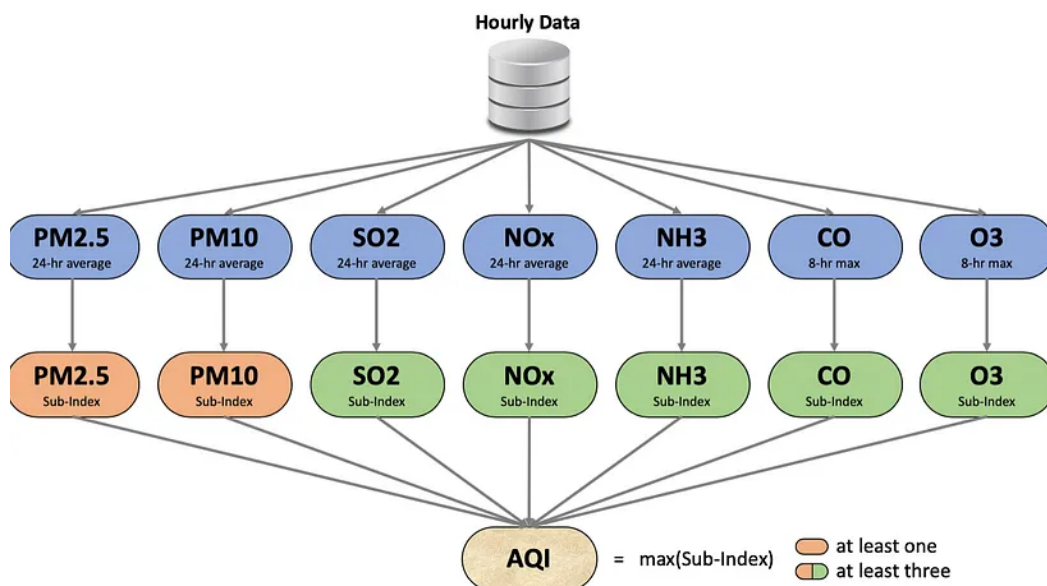 Hourly Data
PM2.5
24-hr average
PM10
24-hr average
SO2
24-hr average
NOx
24-hr average
NH3
24-hr average
CO
8-hr max
O3
8-hr max
PM2.5
Sub-Index
PM10
Sub-Index
SO2
Sub-Index
NOx
Sub-Index
NH3
Sub-Index
CO
Sub-Index
O3
Sub-Index
AQI
= max(Sub-Index)
at least one
at least three